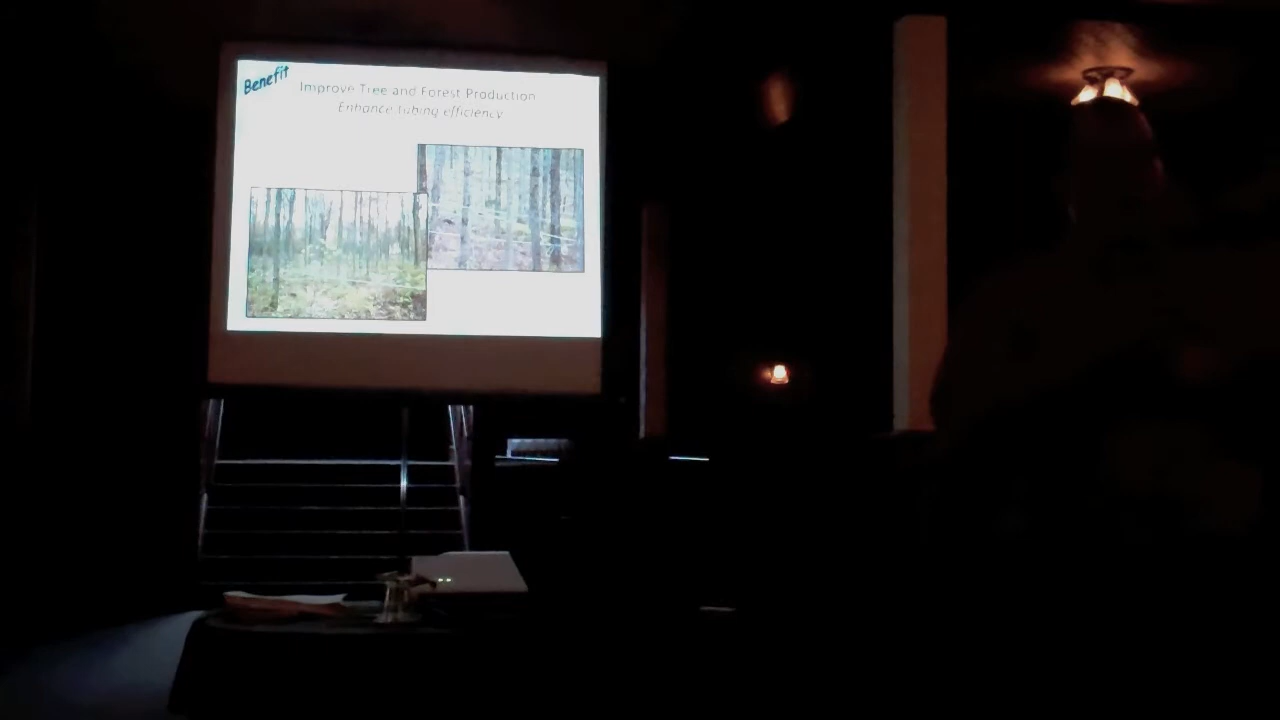 Benefit
Improve Tree and Forest Production
Enhance Tubing efficiency